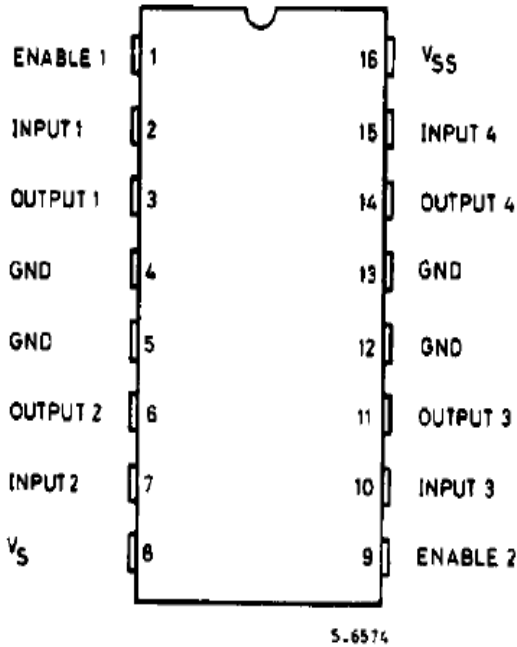 ENABLE 1 1 16 VSS
INPUT 1 2 15 INPUT 4
OUTPUT 1 3 14 OUTPUT 4
GND 4 13 GND
GND 5 12 GND
OUTPUT 2 6 11 OUTPUT 3
INPUT 2 7 10 INPUT 3
VS 8 9 ENABLE 2
S-6574